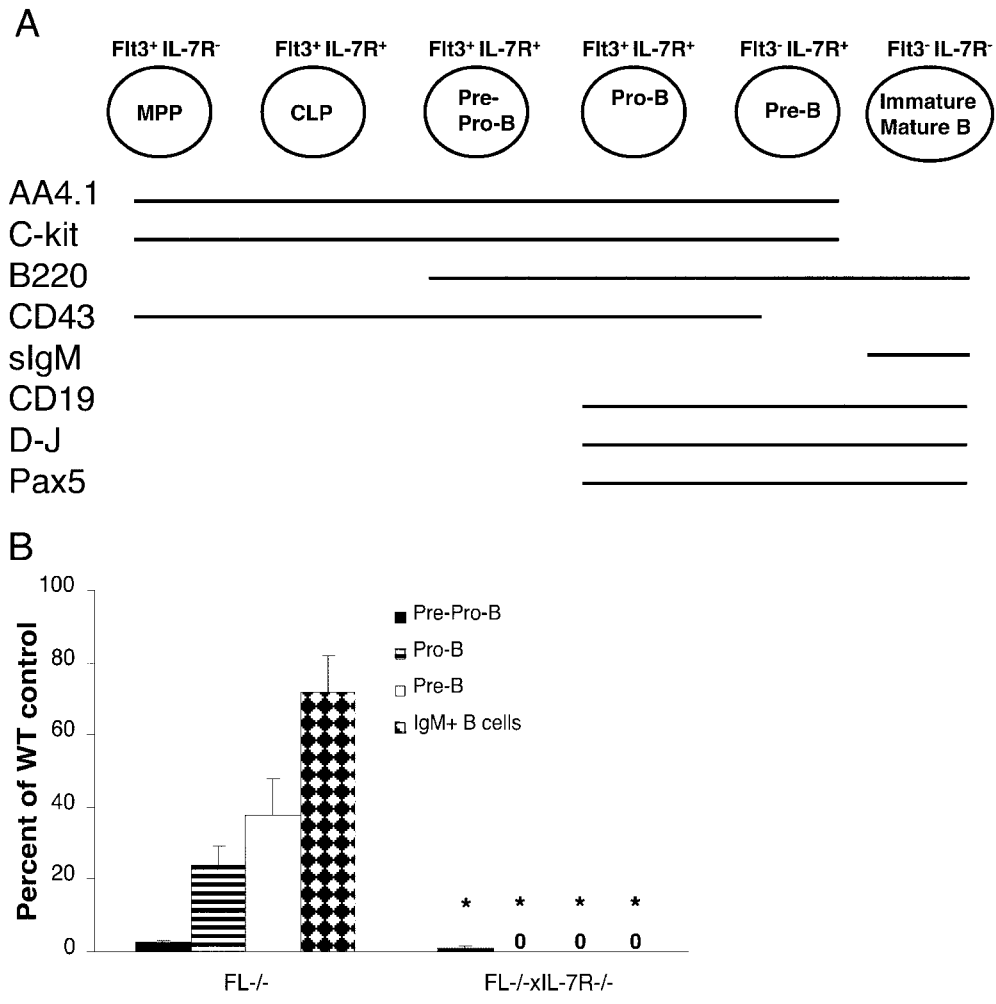 A
Flt3⁺ IL-7R⁻ Flt3⁺ IL-7R⁺ Flt3⁺ IL-7R⁺ Flt3⁺ IL-7R⁺ Flt3⁻ IL-7R⁺ Flt3⁻ IL-7R⁻
MPP CLP Pre-Pro-B Pro-B Pre-B Immature Mature B
AA4.1
C-kit
B220
CD43
sIgM
CD19
D-J
Pax5
B
Percent of WT control
100
80
60
40
20
0
Pre-Pro-B
Pro-B
Pre-B
IgM+ B cells
* * * *
0 0 0
FL-/- FL-/-xIL-7R-/-